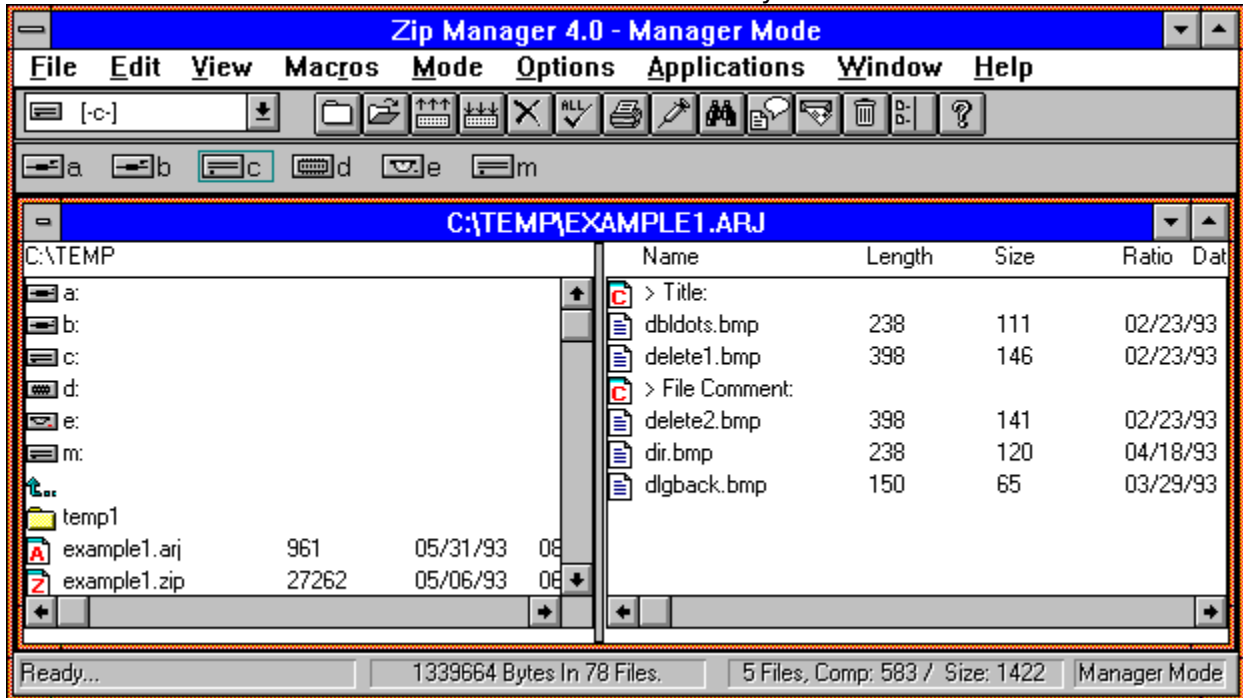 Zip Manager 4.0 - Manager Mode
File Edit View Macros Mode Options Applications Window Help
[-c-] ALL D:- D:-
a b c d e m
C:\TEMP\EXAMPLE1.ARJ
C:\TEMP Name Length Size Ratio Dat
a: C > Title:
b: dbldots.bmp 238 111 02/23/93
c: delete1.bmp 398 146 02/23/93
d: C > File Comment:
e: delete2.bmp 398 141 02/23/93
m: dir.bmp 238 120 04/18/93
.. dlgback.bmp 150 65 03/29/93
temp1
A example1.arj 961 05/31/93 08
Z example1.zip 27262 05/06/93 06
Ready... 1339664 Bytes In 78 Files. 5 Files, Comp: 583 / Size: 1422 Manager Mode